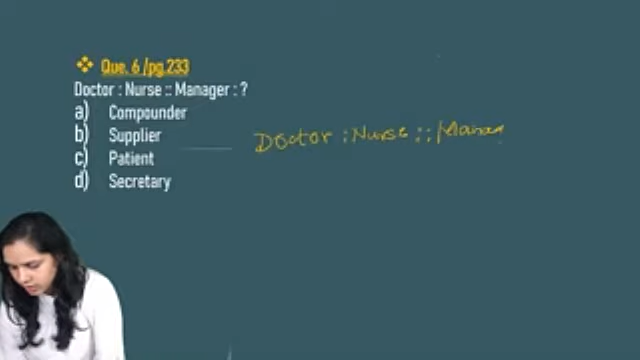 ❖ Que. 6 /pg.233
Doctor : Nurse :: Manager : ?
a) Compounder
b) Supplier
c) Patient
d) Secretary
Doctor : Nurse :: Manag